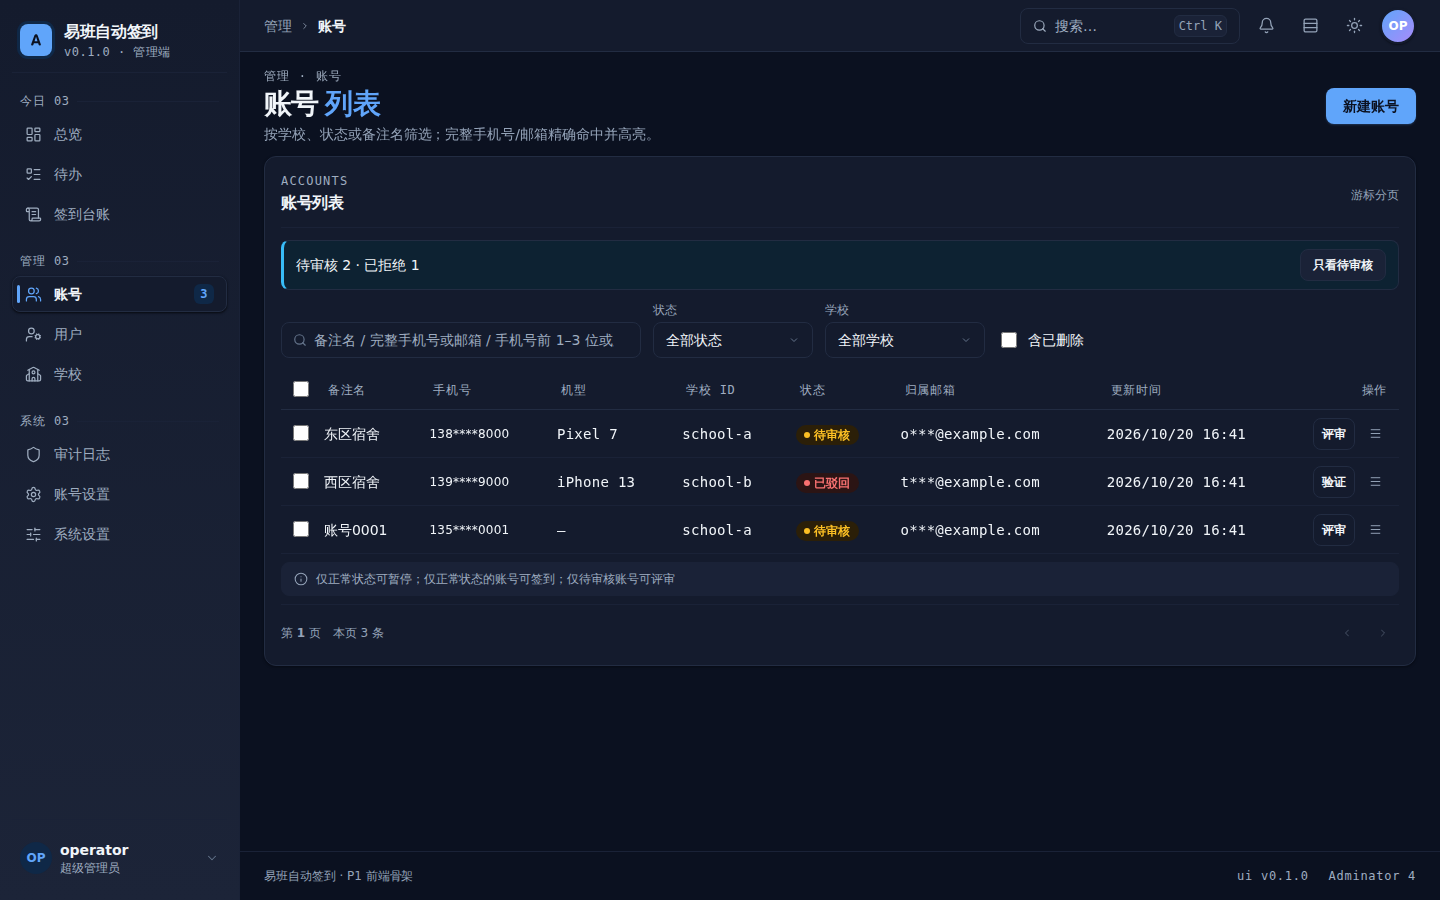 A
易班自动签到
v0.1.0 · 管理端
今日 03
总览
待办
签到台账
管理 03
账号 3
用户
学校
系统 03
审计日志
账号设置
系统设置
OP
operator
超级管理员
管理 › 账号
搜索… Ctrl K
OP
管理 · 账号
账号 列表
按学校、状态或备注名筛选；完整手机号/邮箱精确命中并高亮。
新建账号
ACCOUNTS
账号列表
游标分页
待审核 2 · 已拒绝 1
只看待审核
状态 学校
备注名 / 完整手机号或邮箱 / 手机号前 1–3 位或 全部状态 全部学校 含已删除
备注名 手机号 机型 学校 ID 状态 归属邮箱 更新时间 操作
东区宿舍 138****8000 Pixel 7 school-a 待审核 o***@example.com 2026/10/20 16:41 评审
西区宿舍 139****9000 iPhone 13 school-b 已驳回 t***@example.com 2026/10/20 16:41 验证
账号0001 135****0001 — school-a 待审核 o***@example.com 2026/10/20 16:41 评审
仅正常状态可暂停；仅正常状态的账号可签到；仅待审核账号可评审
第 1 页 本页 3 条
易班自动签到 · P1 前端骨架
ui v0.1.0 Adminator 4